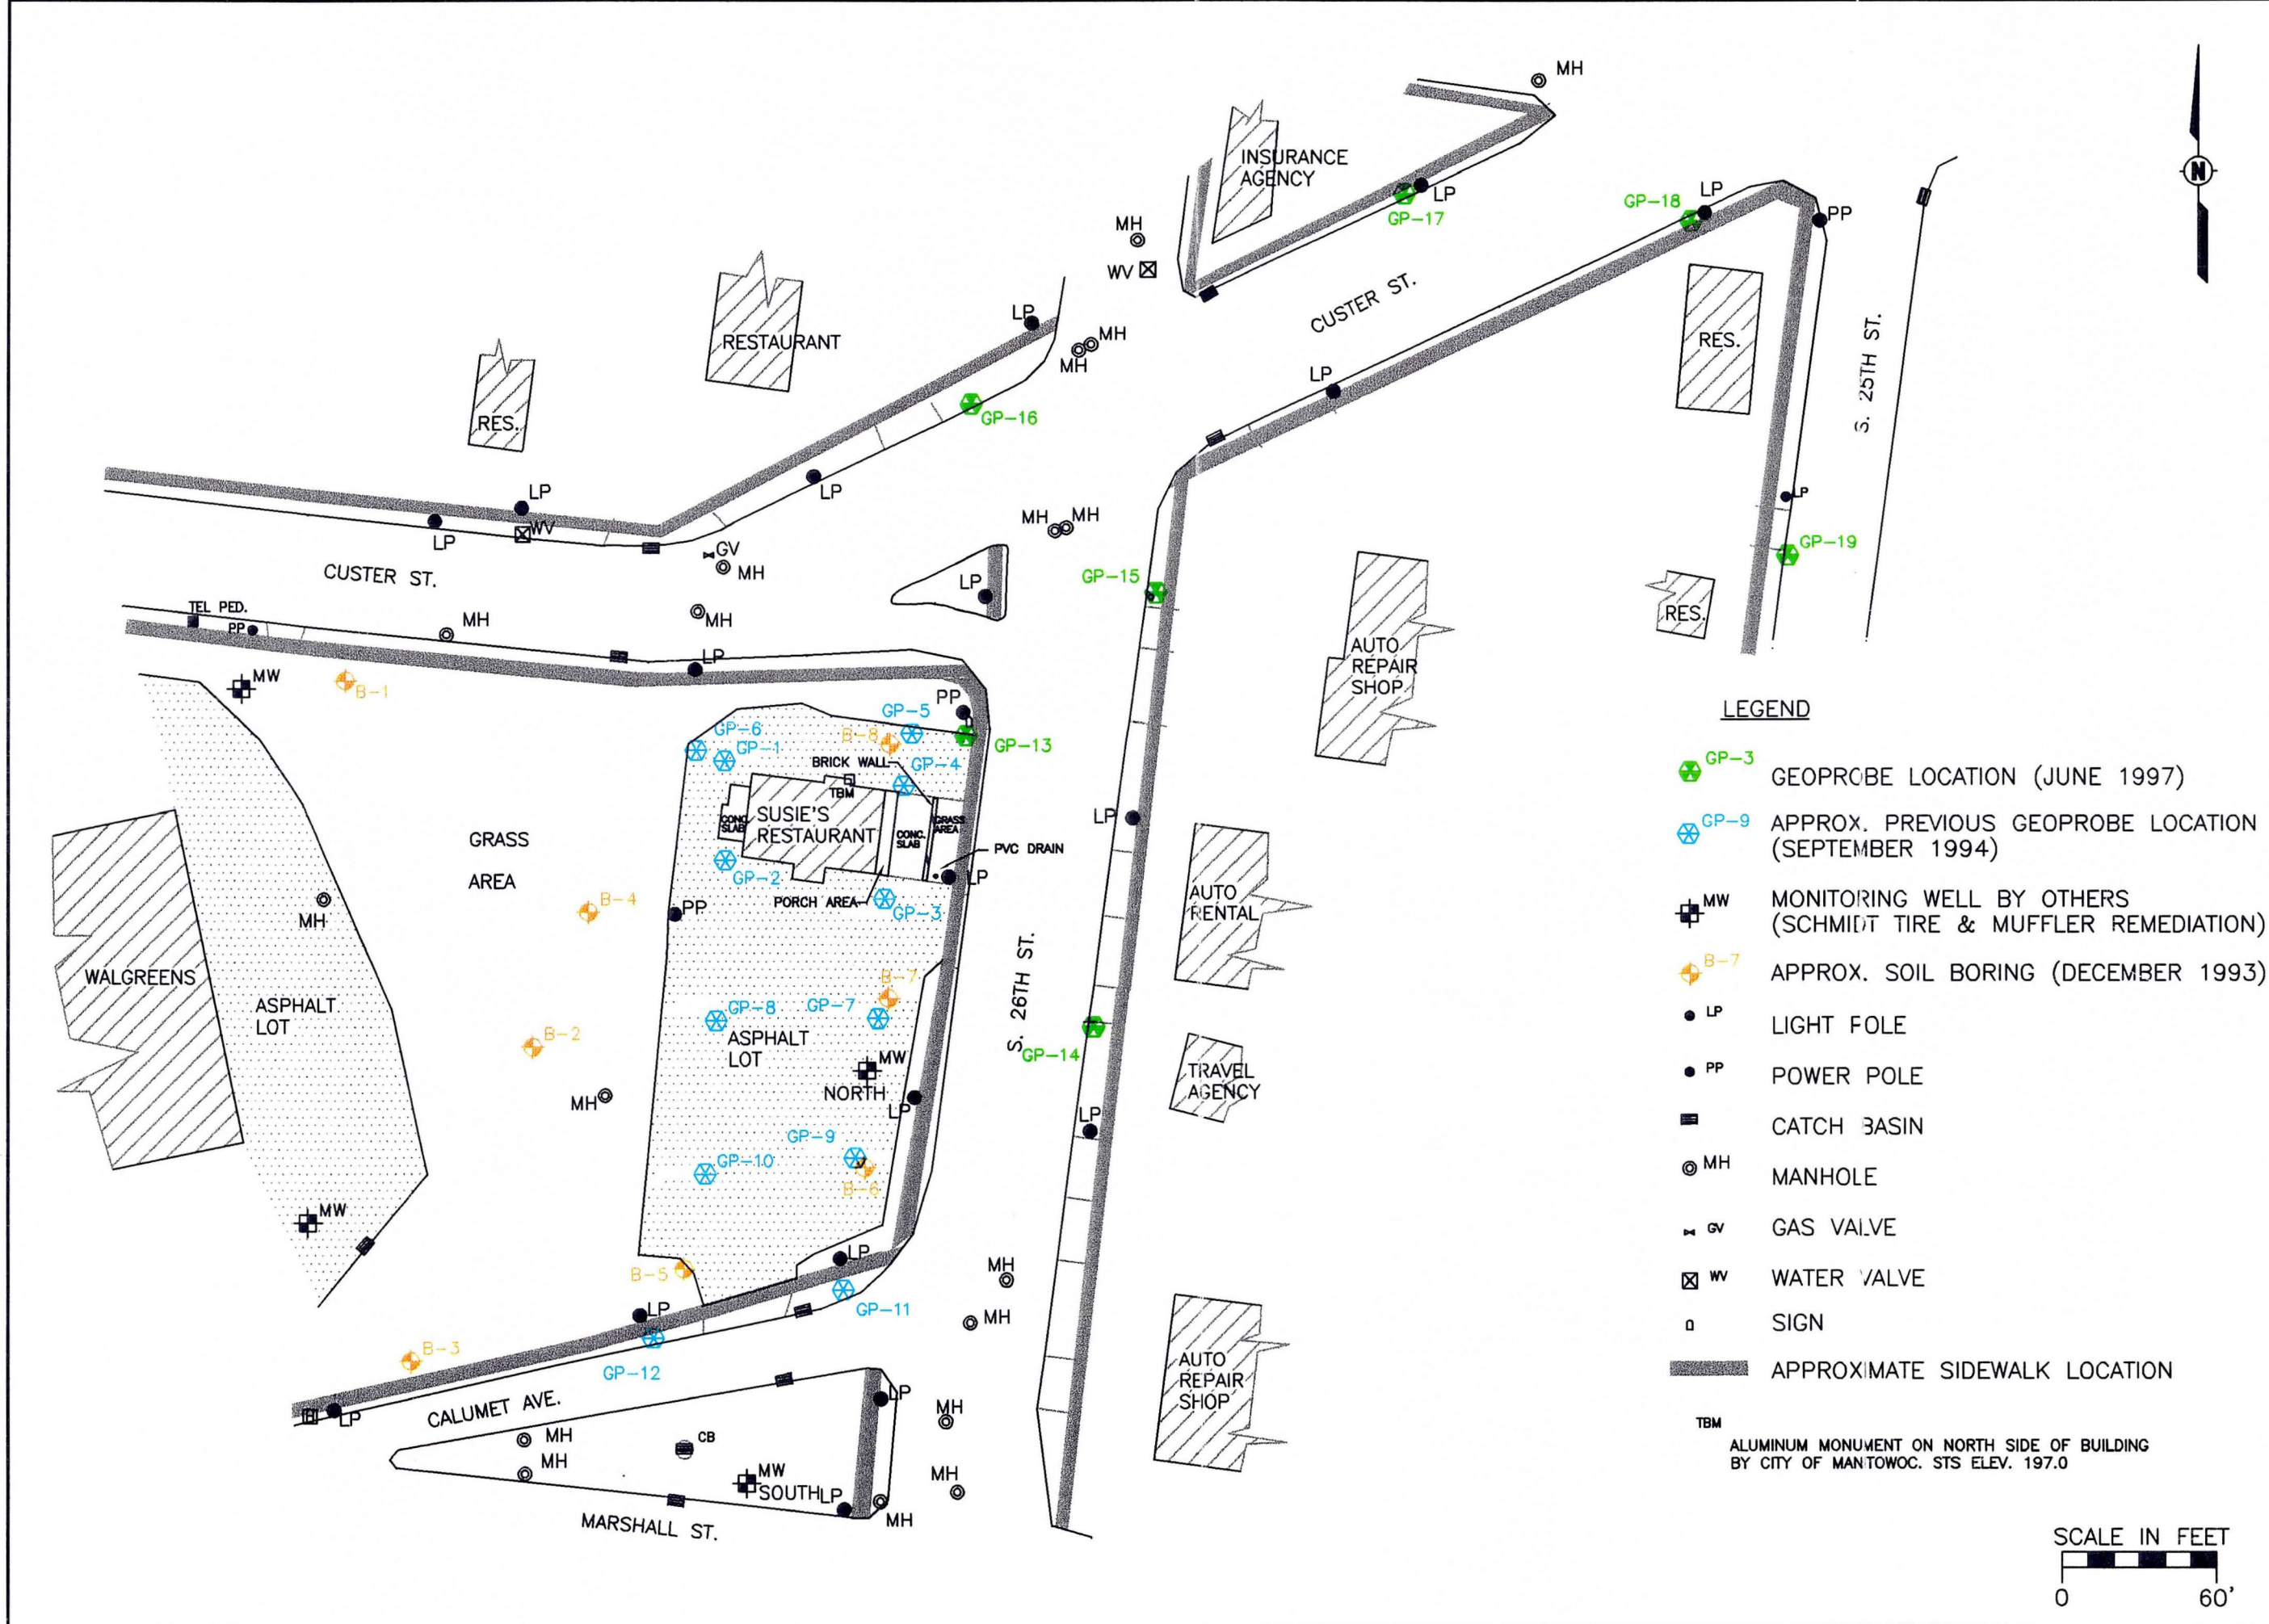 MH
INSURANCE
AGENCY
LP
GP-17
GP-18
LP
PP
N
MH
WV
CUSTER ST.
RES.
S. 25TH ST.
LP
GP-19
RES.
RESTAURANT
RES.
LP
MH
MH
GP-16
LP
LP
LP
WV
LP
GV
MH
MH
CUSTER ST.
TEL PED.
PP
MH
LP
MH
MH
LP
GP-15
AUTO
REPAIR
SHOP
MW
B-1
PP
GP-5
GP-6
GP-1
B-8
GP-13
BRICK WALL
GP-4
TBM
CONC.
SLAB
SUSIE'S
RESTAURANT
CONC.
SLAB
GRASS
AREA
PVC DRAIN
LP
GP-2
PORCH AREA
GP-3
PP
GRASS
AREA
B-4
MH
WALGREENS
ASPHALT
LOT
B-2
MH
GP-8
GP-7
B-7
ASPHALT
LOT
MW
NORTH
LP
GP-9
GP-10
B-6
MW
S. 26TH ST.
LP
AUTO
RENTAL
GP-14
TRAVEL
AGENCY
LP
B-5
LP
GP-11
LP
GP-12
B-3
LP
MH
MH
CALUMET AVE.
MH
MH
CB
MW
SOUTH
LP
LP
MH
MH
MH
MARSHALL ST.
AUTO
REPAIR
SHOP
LEGEND
GP-3
GEOPROBE LOCATION (JUNE 1997)
GP-9
APPROX. PREVIOUS GEOPROBE LOCATION
(SEPTEMBER 1994)
MW
MONITORING WELL BY OTHERS
(SCHMIDT TIRE & MUFFLER REMEDIATION)
B-7
APPROX. SOIL BORING (DECEMBER 1993)
LP
LIGHT POLE
PP
POWER POLE
CATCH BASIN
MH
MANHOLE
GV
GAS VALVE
WV
WATER VALVE
SIGN
APPROXIMATE SIDEWALK LOCATION
TBM
ALUMINUM MONUMENT ON NORTH SIDE OF BUILDING
BY CITY OF MANITOWOC. STS ELEV. 197.0
SCALE IN FEET
0 60'